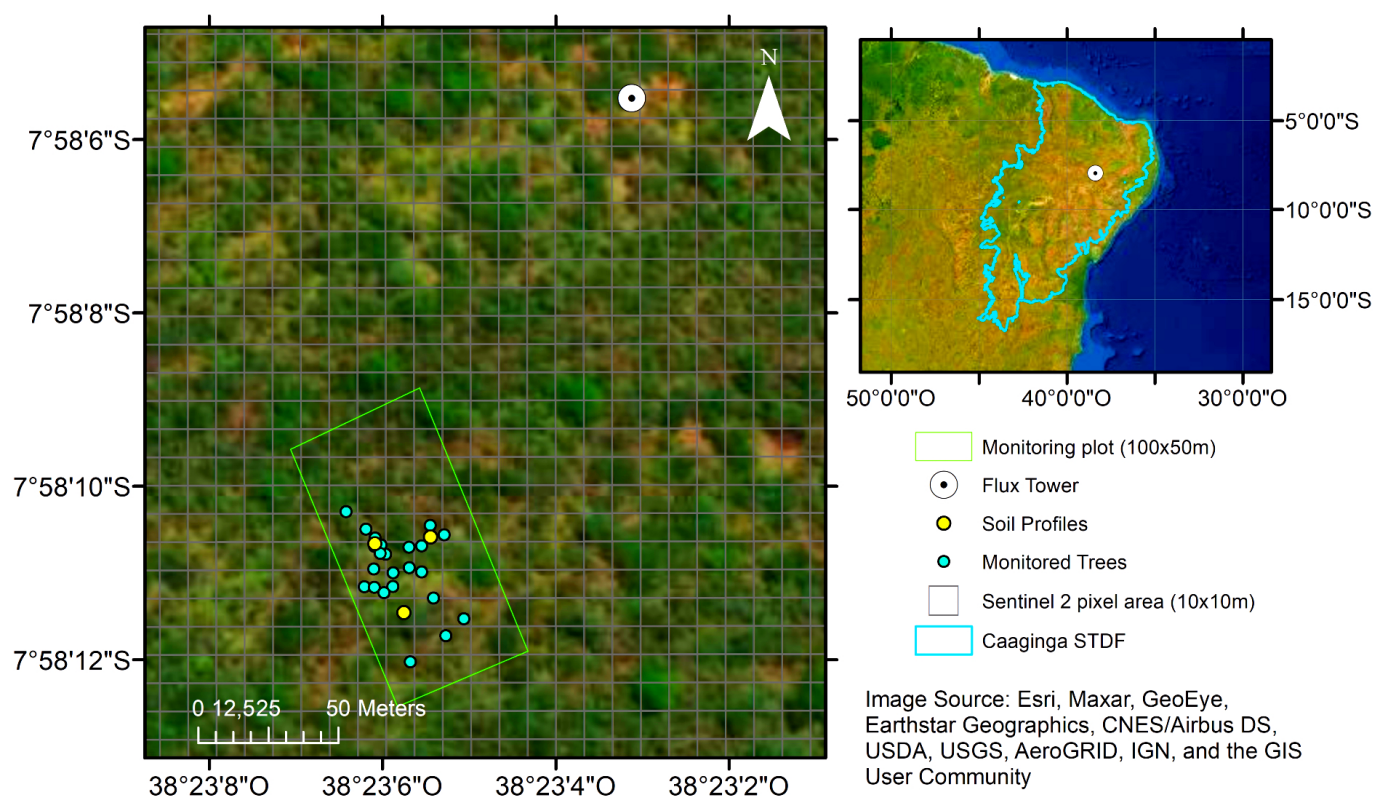 N
7°58'6"S
7°58'8"S
7°58'10"S
7°58'12"S
0 12,525 50 Meters
38°23'8"O 38°23'6"O 38°23'4"O 38°23'2"O
5°0'0"S
10°0'0"S
15°0'0"S
50°0'0"O 40°0'0"O 30°0'0"O
Monitoring plot (100x50m)
Flux Tower
Soil Profiles
Monitored Trees
Sentinel 2 pixel area (10x10m)
Caaginga STDF
Image Source: Esri, Maxar, GeoEye,
Earthstar Geographics, CNES/Airbus DS,
USDA, USGS, AeroGRID, IGN, and the GIS
User Community